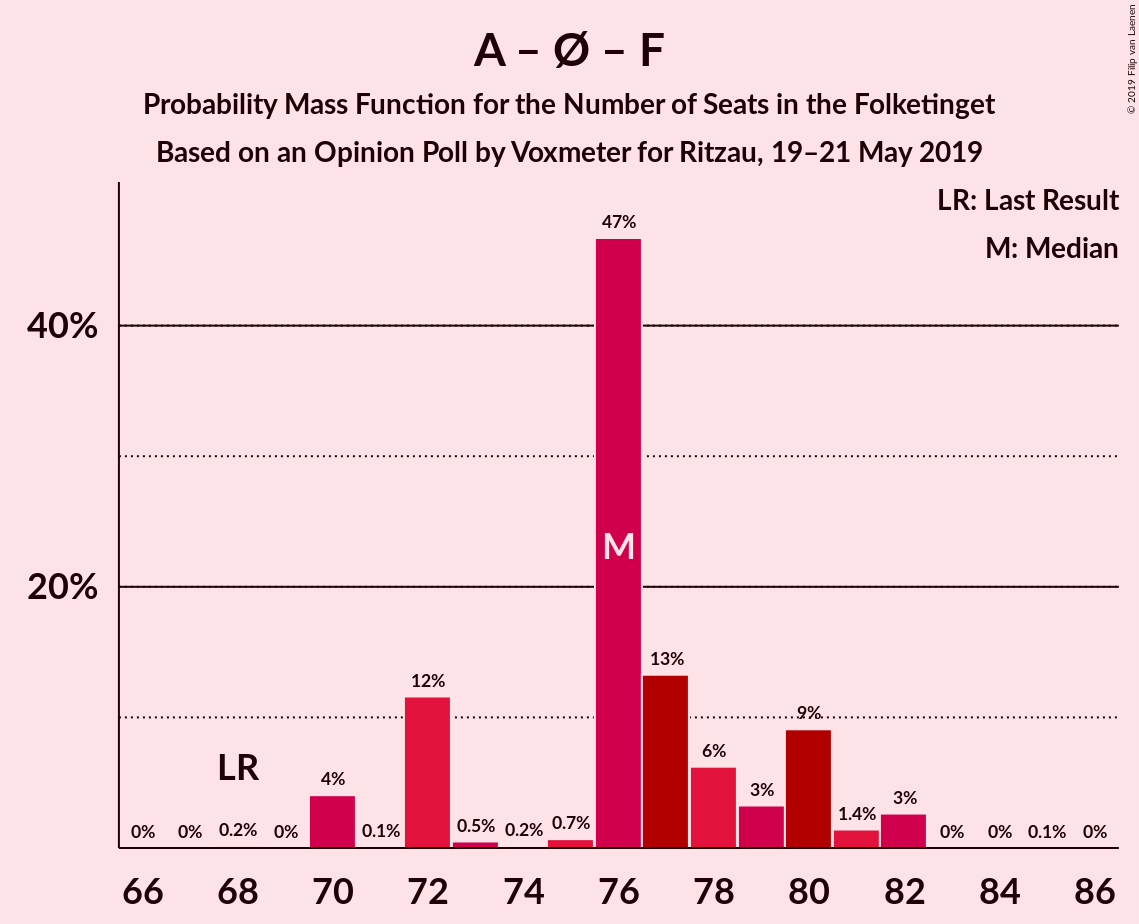 A – Ø – F
Probability Mass Function for the Number of Seats in the Folketinget
Based on an Opinion Poll by Voxmeter for Ritzau, 19–21 May 2019
© 2019 Filip van Laenen
LR: Last Result
M: Median
47%
40%
M
20%
13%
12%
9%
6%
LR
4%
3%
3%
1.4%
0%
0%
0.2%
0%
0.1%
0.5%
0.2%
0.7%
0%
0%
0.1%
0%
66 68 70 72 74 76 78 80 82 84 86